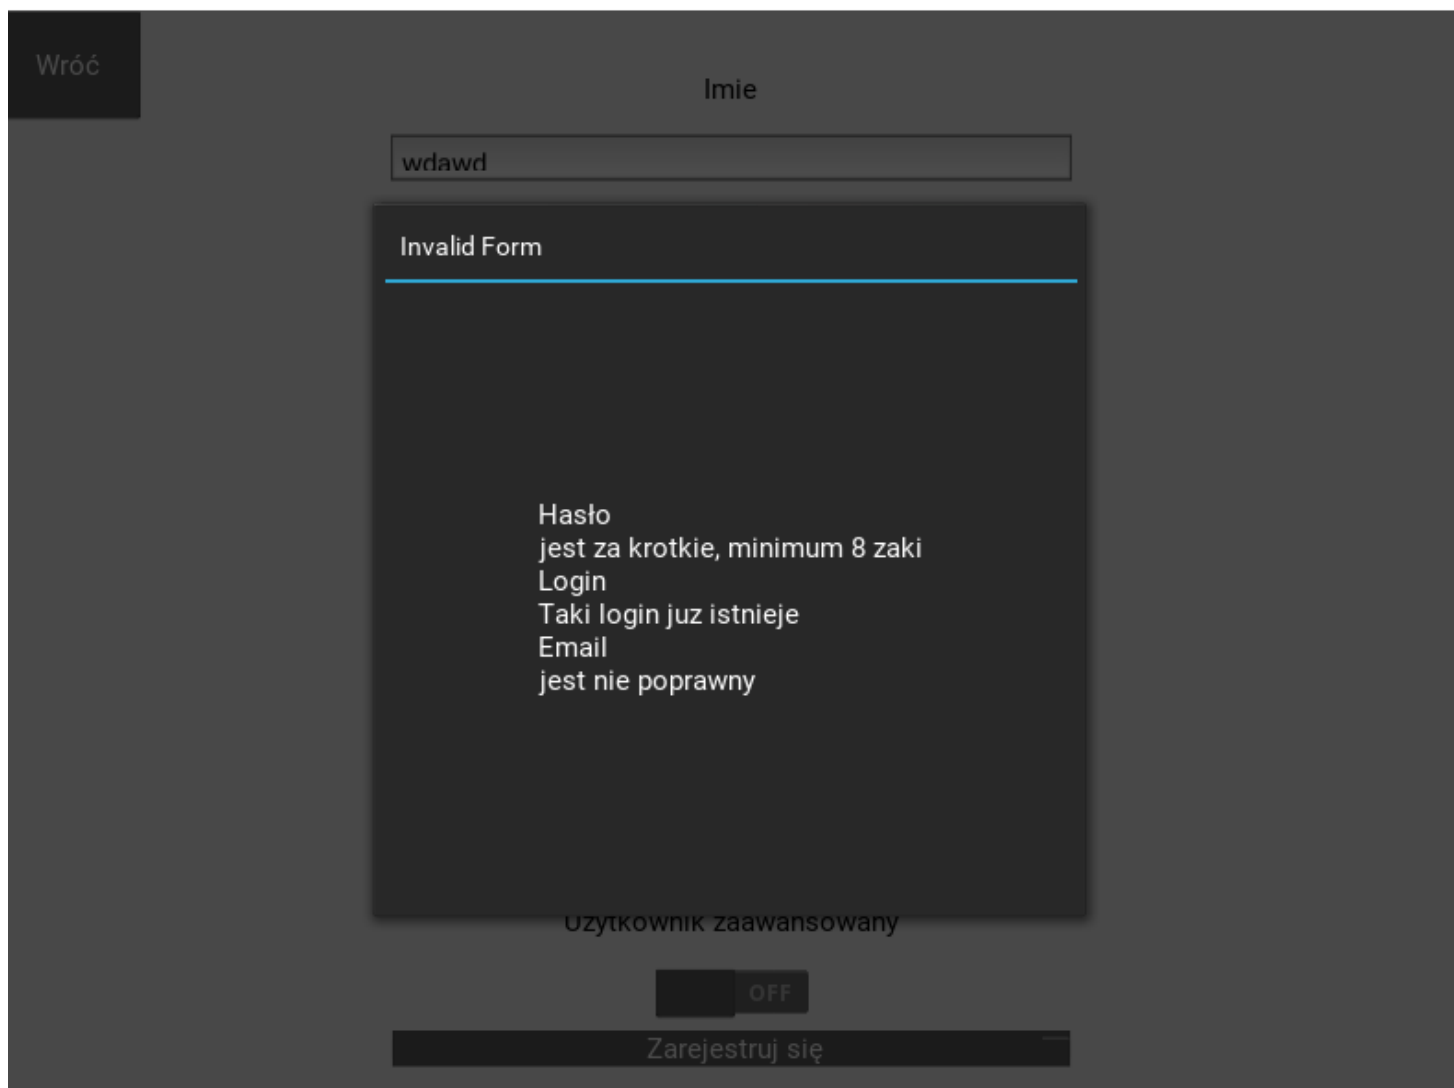 Wróć
Imie
wdawd
Invalid Form
Hasło
jest za krotkie, minimum 8 zaki
Login
Taki login juz istnieje
Email
jest nie poprawny
Użytkownik zaawansowany
OFF
Zarejestruj się